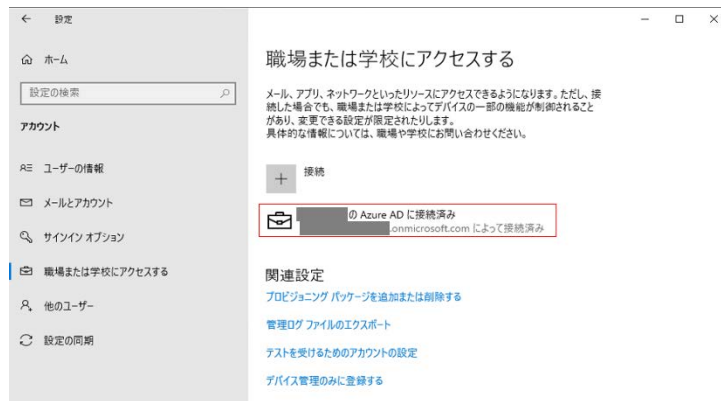 設定
ホーム
設定の検索
アカウント
ユーザーの情報
メールとアカウント
サインイン オプション
職場または学校にアクセスする
他のユーザー
設定の同期
職場または学校にアクセスする
メール、アプリ、ネットワークといったリソースにアクセスできるようになります。ただし、接
続した場合でも、職場または学校によってデバイスの一部の機能が制御されること
があり、変更できる設定が限定されたりします。
具体的な情報については、職場や学校にお問い合わせください。
接続
の Azure AD に接続済み
.onmicrosoft.com によって接続済み
関連設定
プロビジョニング パッケージを追加または削除する
管理ログ ファイルのエクスポート
テストを受けるためのアカウントの設定
デバイス管理のみに登録する